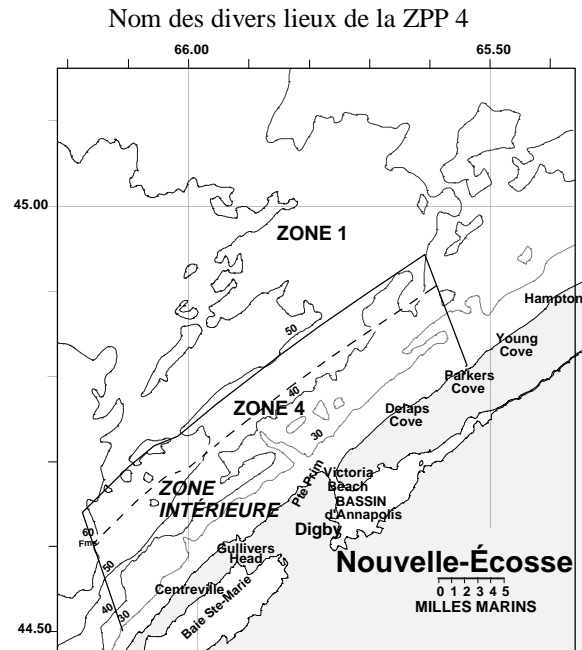 Nom des divers lieux de la ZPP 4
66.00
65.50
45.00
ZONE 1
Hampton
50
Young
Cove
Parkers
Cove
40
ZONE 4
Delaps
Cove
30
Victoria
Beach
Pte Prim
ZONE
INTÉRIEURE
BASSIN
d'Annapolis
Digby
60
Fms
Gullivers
Head
Nouvelle-Écosse
50
Centreville
0 1 2 3 4 5
MILLES MARINS
Baie Ste-Marie
40
30
44.50